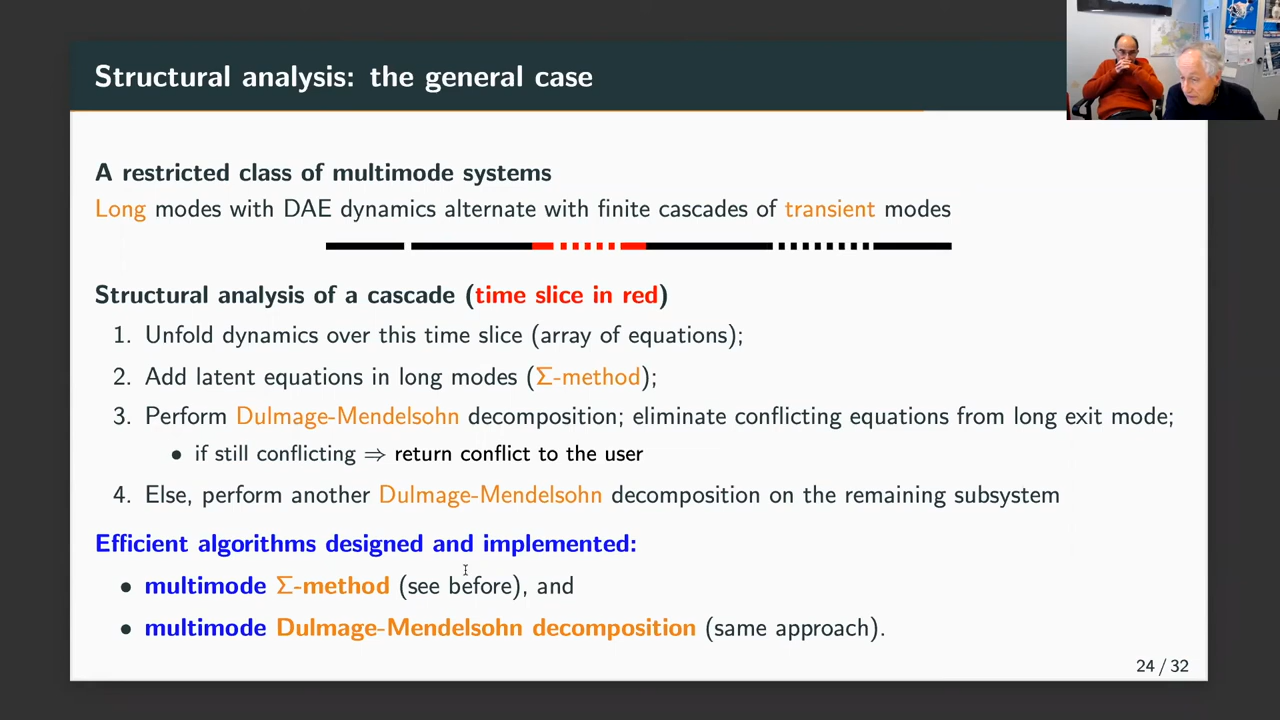 Structural analysis: the general case
A restricted class of multimode systems
Long modes with DAE dynamics alternate with finite cascades of transient modes
Structural analysis of a cascade (time slice in red)
1. Unfold dynamics over this time slice (array of equations);
2. Add latent equations in long modes (Σ-method);
3. Perform Dulmage-Mendelsohn decomposition; eliminate conflicting equations from long exit mode;
• if still conflicting ⇒ return conflict to the user
4. Else, perform another Dulmage-Mendelsohn decomposition on the remaining subsystem
Efficient algorithms designed and implemented:
• multimode Σ-method (see before), and
• multimode Dulmage-Mendelsohn decomposition (same approach).
24 / 32